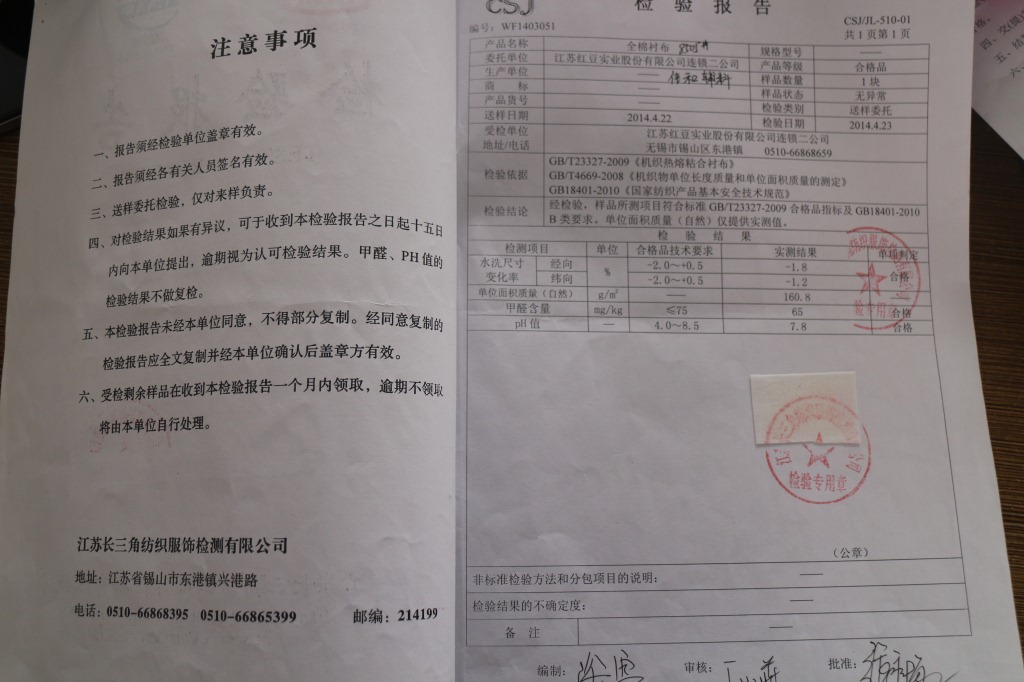 注意事项
一、报告须经检验单位盖章有效。
二、报告须经各有关人员签名有效。
三、送样委托检验，仅对来样负责。
四、对检验结果如果有异议，可于收到本检验报告之日起十五日
内向本单位提出，逾期视为认可检验结果。甲醛、PH值的
检验结果不做复检。
五、本检验报告未经本单位同意，不得部分复制。经同意复制的
检验报告应全文复制并经本单位确认后盖章方有效。
六、受检剩余样品在收到本检验报告一个月内领取，逾期不领取
将由本单位自行处理。
江苏长三角纺织服饰检测有限公司
地址：江苏省锡山市东港镇兴港路
电话：0510-66868395 0510-66865399 邮编：214199
CSJ 检验报告
编号：WF1403051
CSJ/JL-510-01
共1页第1页
产品名称 全棉衬布 规格型号 ——
委托单位 江苏红豆实业股份有限公司连锁二公司 产品等级 合格品
生产单位 —— 样品数量 1块
商标 —— 样品状态 无异常
产品货号 —— 检验类别 送样委托
送样日期 2014.4.22 检验日期 2014.4.23
受检单位 江苏红豆实业股份有限公司连锁二公司
地址/电话 无锡市锡山区东港镇 0510-66868659
检验依据
GB/T23327-2009《机织热熔粘合衬布》
GB/T4669-2008《机织物单位长度质量和单位面积质量的测定》
GB18401-2010《国家纺织产品基本安全技术规范》
检验结论
经检验，样品所测项目符合标准 GB/T23327-2009 合格品指标及 GB18401-2010
B类要求。单位面积质量（自然）仅提供实测值。
检验结果
检测项目 单位 合格品技术要求 实测结果 单项判定
水洗尺寸变化率 经向 % -2.0～+0.5 -1.8 合格
纬向 -2.0～+0.5 -1.2
单位面积质量（自然） g/m² —— 160.8 ——
甲醛含量 mg/kg ≤75 65 合格
pH值 — 4.0～8.5 7.8 合格
检验专用章
（公章）
非标准检验方法和分包项目的说明： ——
检验结果的不确定度： ——
备注 ——
编制： 审核： 批准：